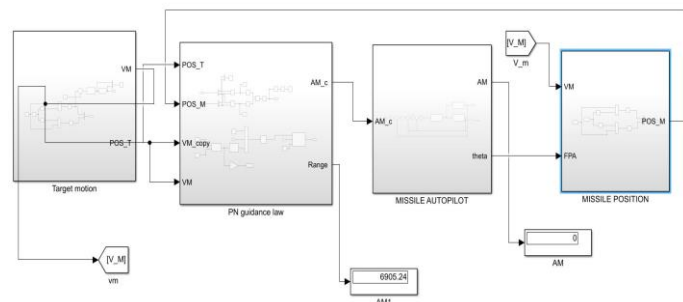 VM
POS_T
Target motion
[V_M]
vm
POS_T
POS_M
VM_copy
VM
AM_c
Range
PN guidance law
6905.24
AM1
AM_c
AM
theta
MISSILE AUTOPILOT
0
AM
[V_M]
V_m
VM
FPA
POS_M
MISSILE POSITION